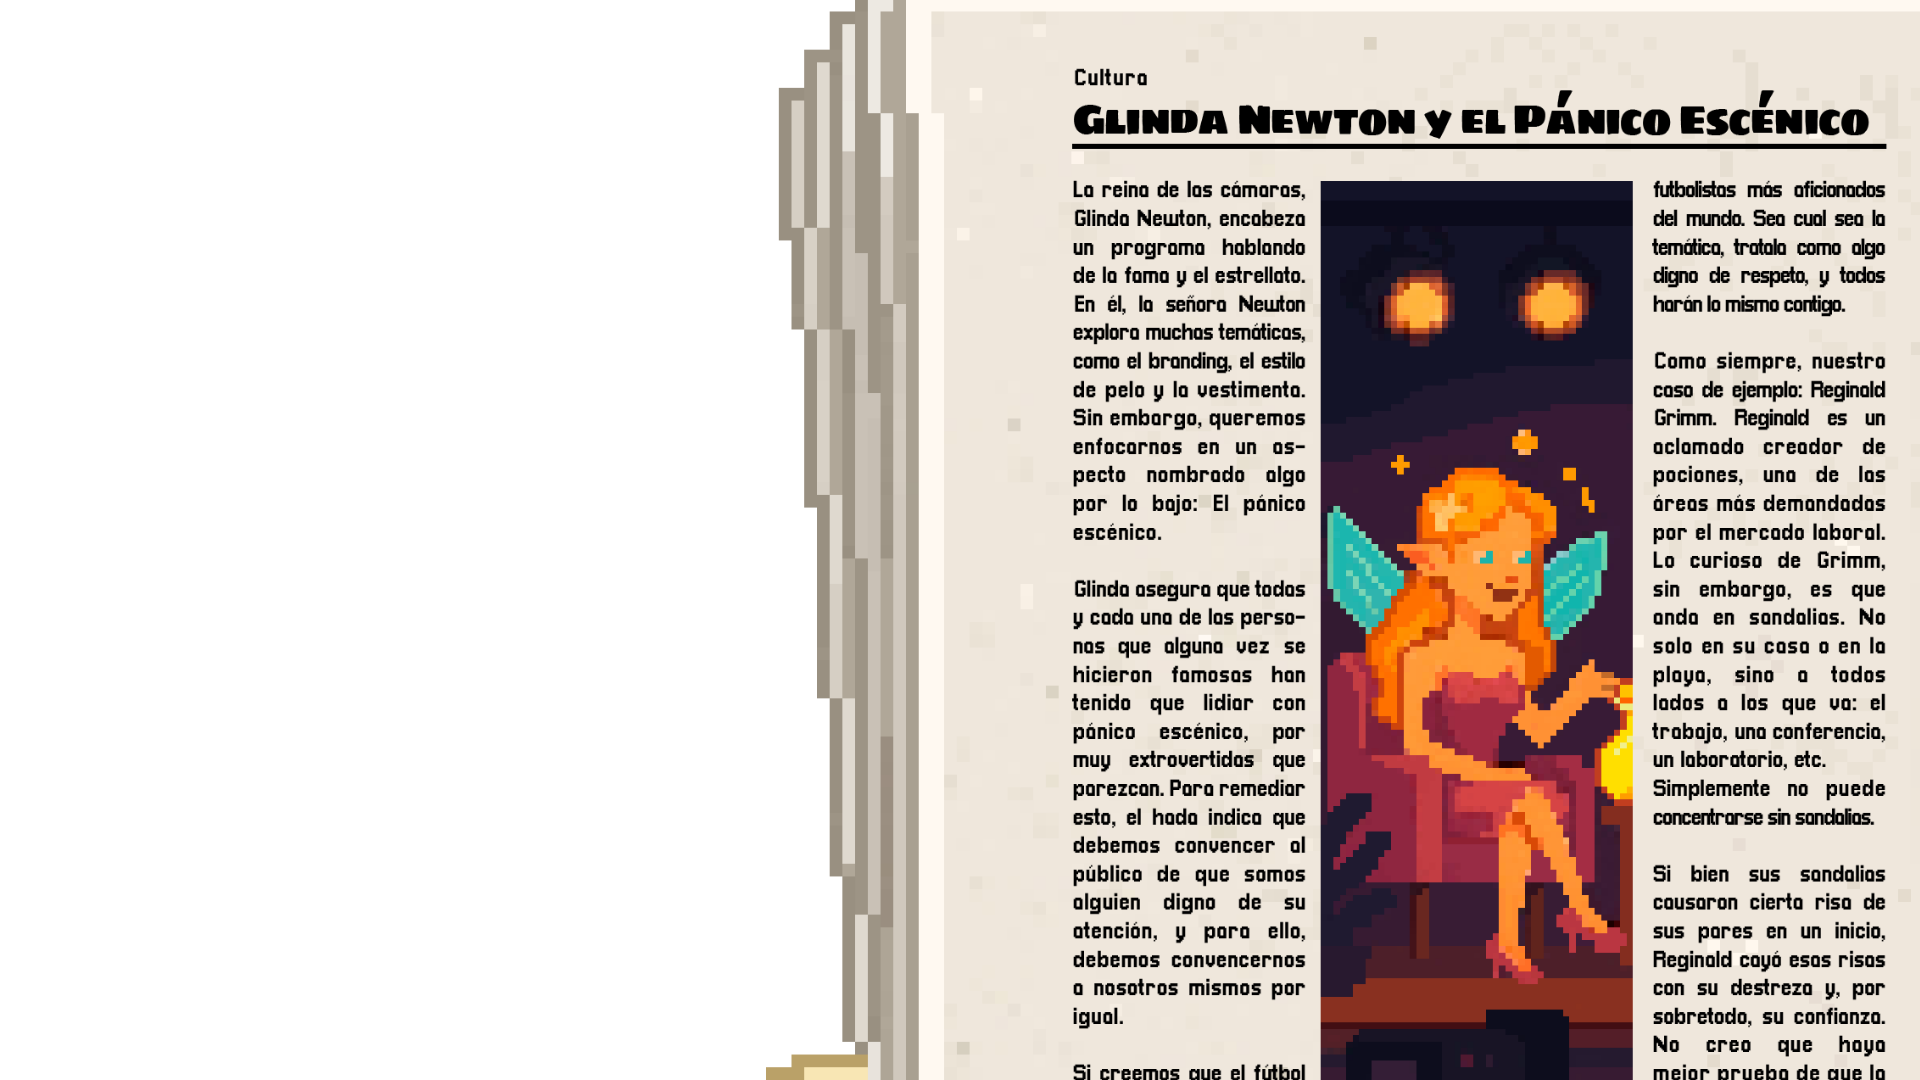 Cultura
Glinda Newton y el Pánico Escénico
La reina de las cámaras,
Glinda Newton, encabeza
un programa hablando
de la fama y el estrellato.
En él, la señora Newton
explora muchas temáticas,
como el branding, el estilo
de pelo y la vestimenta.
Sin embargo, queremos
enfocarnos en un as-
pecto nombrado algo
por lo bajo: El pánico
escénico.
Glinda asegura que todas
y cada una de las perso-
nas que alguna vez se
hicieron famosas han
tenido que lidiar con
pánico escénico, por
muy extrovertidas que
parezcan. Para remediar
esto, el hada indica que
debemos convencer al
público de que somos
alguien digno de su
atención, y para ello,
debemos convencernos
a nosotros mismos por
igual.
Si creemos que el fútbol
futbolistas más aficionados
del mundo. Sea cual sea la
temática, tratala como algo
digno de respeto, y todos
harán lo mismo contigo.
Como siempre, nuestro
caso de ejemplo: Reginald
Grimm. Reginald es un
aclamado creador de
pociones, una de las
áreas más demandadas
por el mercado laboral.
Lo curioso de Grimm,
sin embargo, es que
anda en sandalias. No
solo en su casa o en la
playa, sino a todos
lados a los que va: el
trabajo, una conferencia,
un laboratorio, etc.
Simplemente no puede
concentrarse sin sandalias.
Si bien sus sandalias
causaron cierta risa de
sus pares en un inicio,
Reginald cayó esas risas
con su destreza y, por
sobretodo, su confianza.
No creo que haya
mejor prueba de que la